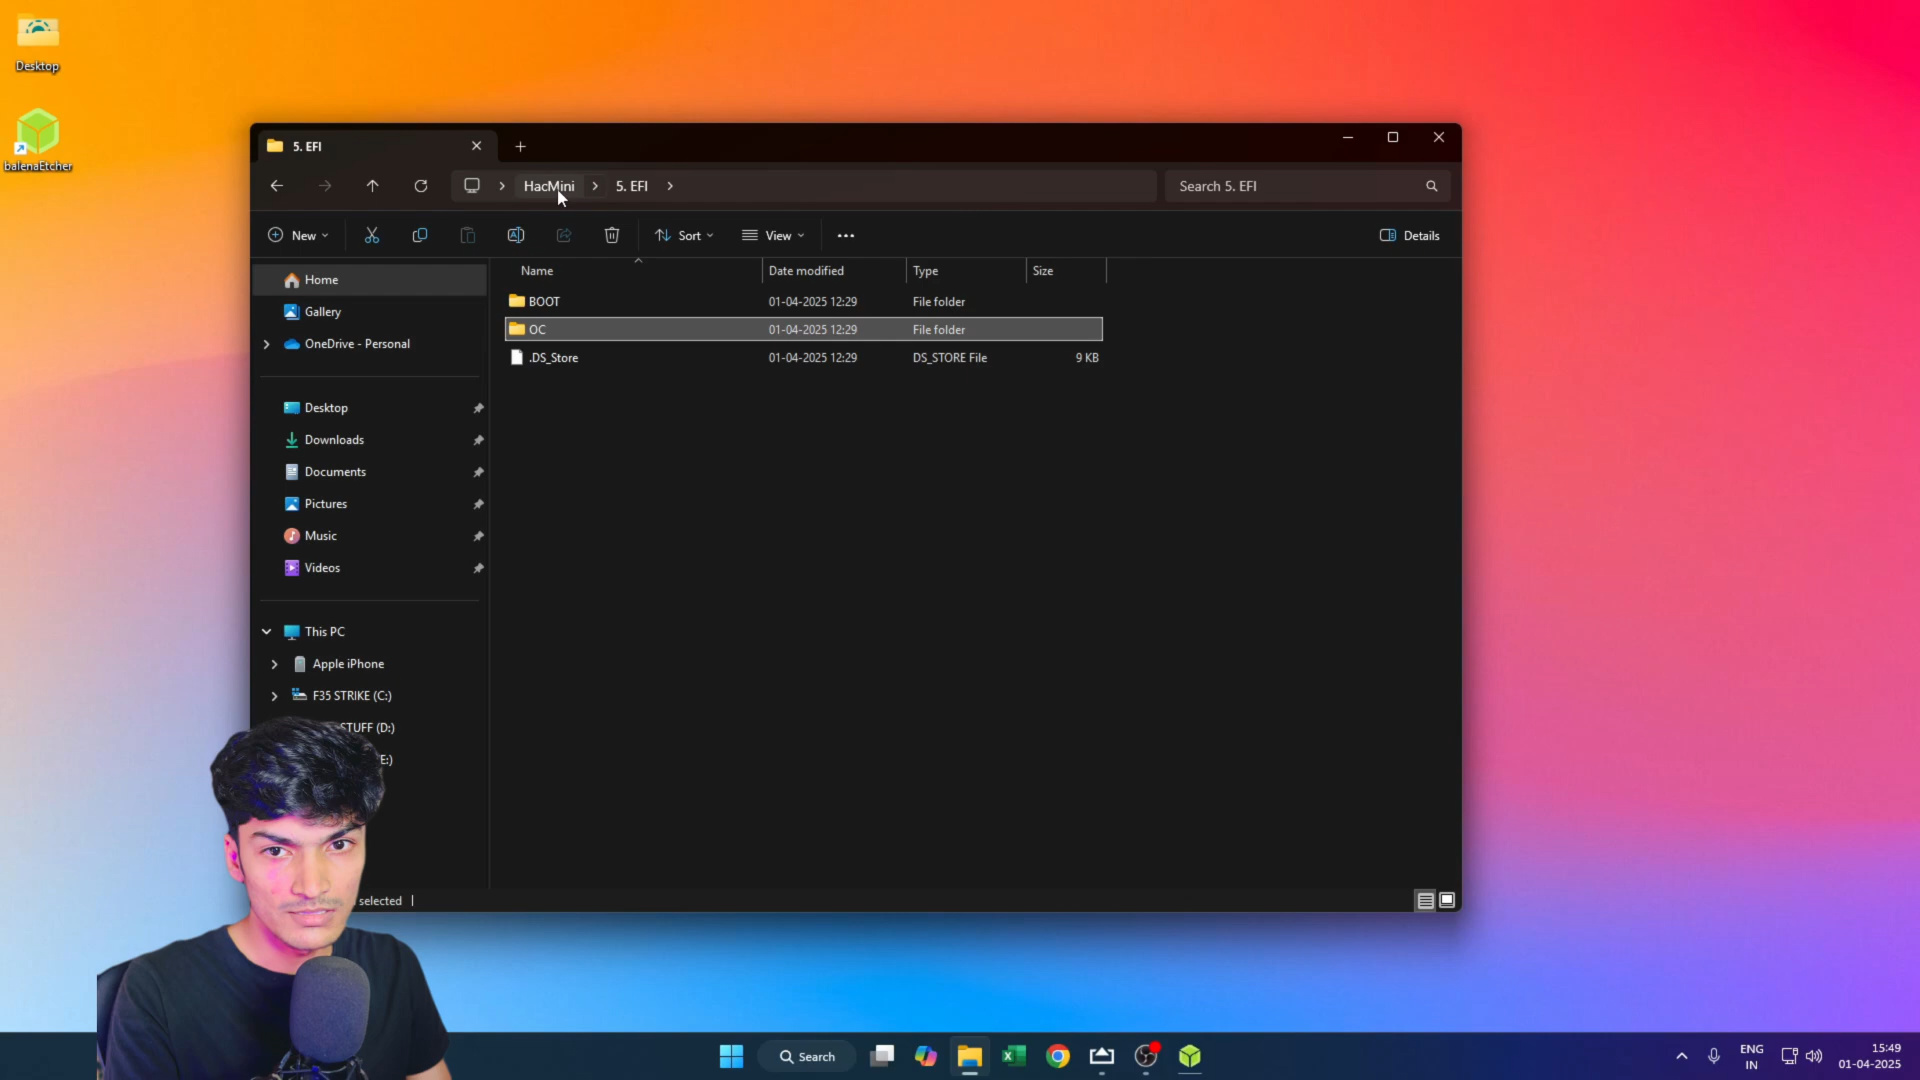 Desktop
balenaEtcher
5. EFI
HacMini
5. EFI
Search 5. EFI
New
Sort
View
Details
Name
Date modified
Type
Size
BOOT
01-04-2025 12:29
File folder
OC
01-04-2025 12:29
File folder
.DS_Store
01-04-2025 12:29
DS_STORE File
9 KB
Home
Gallery
OneDrive - Personal
Desktop
Downloads
Documents
Pictures
Music
Videos
This PC
Apple iPhone
F35 STRIKE (C:)
STUFF (D:)
E:)
selected
Search
ENG
IN
15:49
01-04-2025